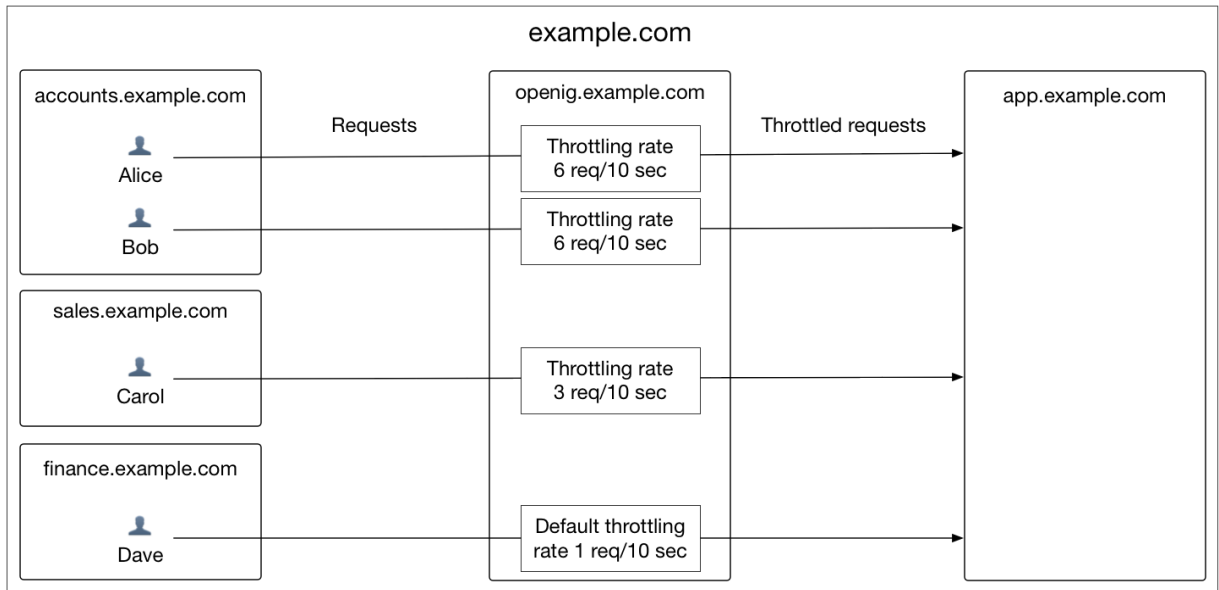 example.com
accounts.example.com
Alice
Bob
sales.example.com
Carol
finance.example.com
Dave
Requests
openig.example.com
Throttling rate
6 req/10 sec
Throttling rate
6 req/10 sec
Throttling rate
3 req/10 sec
Default throttling
rate 1 req/10 sec
Throttled requests
app.example.com